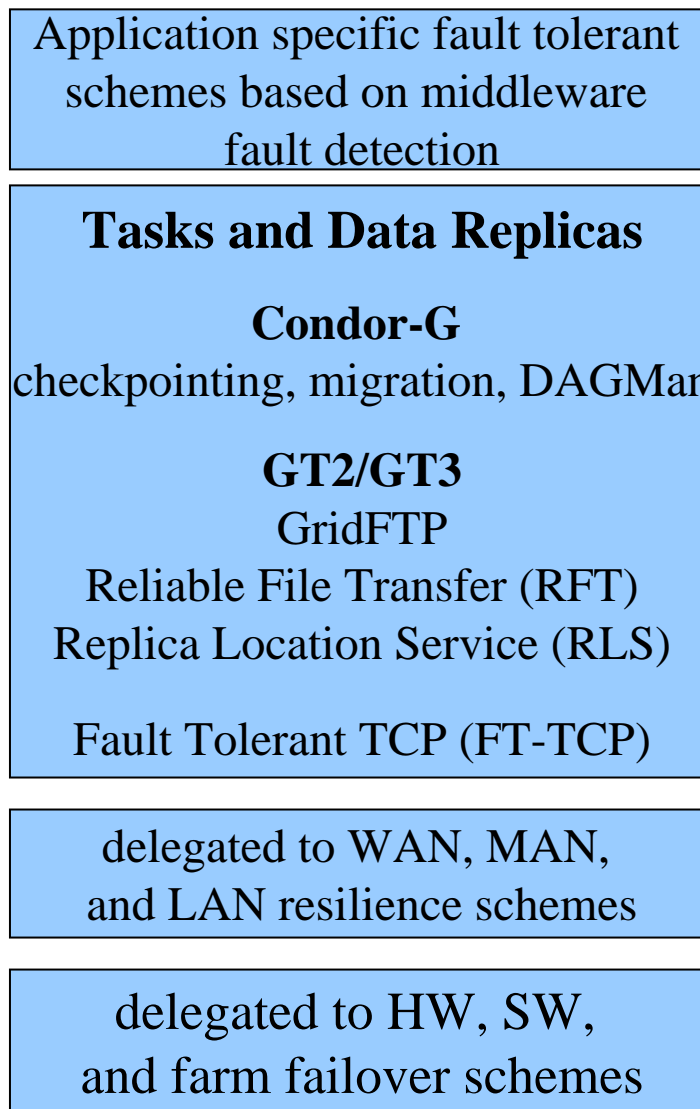 Application specific fault tolerant
schemes based on middleware
fault detection
Tasks and Data Replicas
Condor-G
checkpointing, migration, DAGMan
GT2/GT3
GridFTP
Reliable File Transfer (RFT)
Replica Location Service (RLS)
Fault Tolerant TCP (FT-TCP)
delegated to WAN, MAN,
and LAN resilience schemes
delegated to HW, SW,
and farm failover schemes